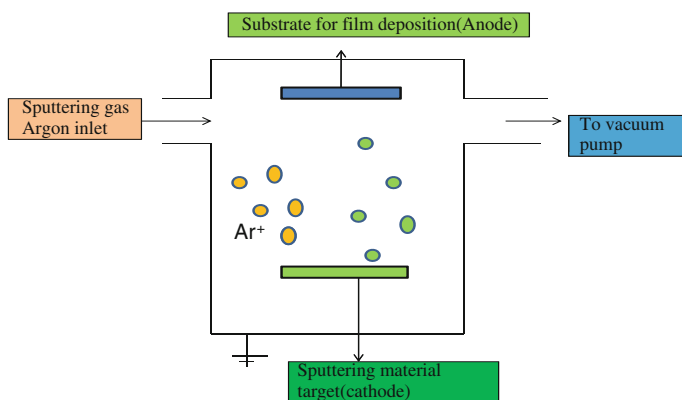 Substrate for film deposition(Anode)
Sputtering gas
Argon inlet
To vacuum
pump
Ar+
Sputtering material
target(cathode)